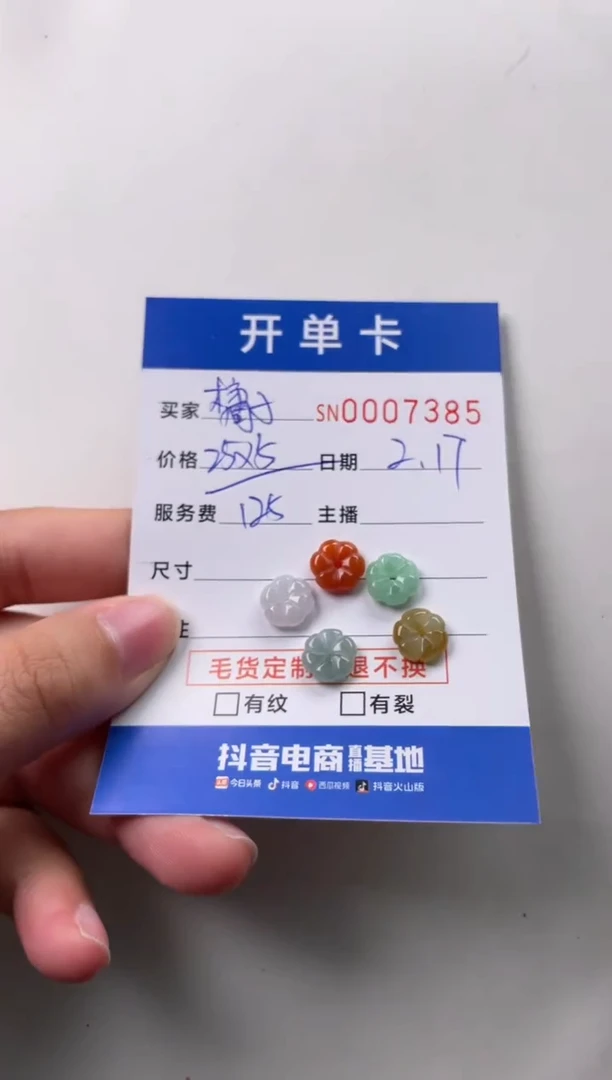 开单卡
买家 SN0007385
价格 25X5 日期 2.17
服务费 125 主播
尺寸
毛货定制 退不换
有纹 有裂
抖音电商直播基地
今日头条 抖音 西瓜视频 抖音火山版